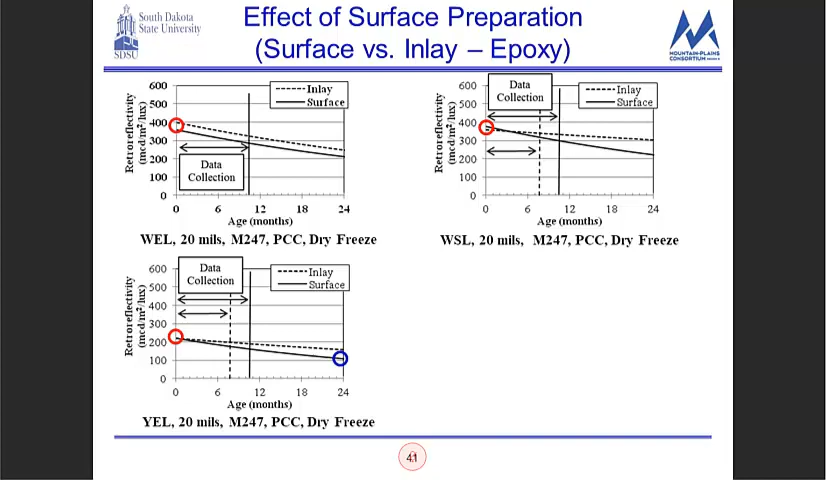 South Dakota
State University
SDSU
Effect of Surface Preparation
(Surface vs. Inlay – Epoxy)
MOUNTAIN-PLAINS
CONSORTIUM
Retroreflectivity
(mcd/m²/lux)
600
500
400
300
200
100
0
Inlay
Surface
Data
Collection
0 6 12 18 24
Age (months)
WEL, 20 mils, M247, PCC, Dry Freeze
Retroreflectivity
(mcd/m²/lux)
600
500
400
300
200
100
0
Data
Collection
Inlay
Surface
0 6 12 18 24
Age (months)
WSL, 20 mils, M247, PCC, Dry Freeze
Retroreflectivity
(mcd/m²/lux)
600
500
400
300
200
100
0
Data
Collection
Inlay
Surface
0 6 12 18 24
Age (months)
YEL, 20 mils, M247, PCC, Dry Freeze